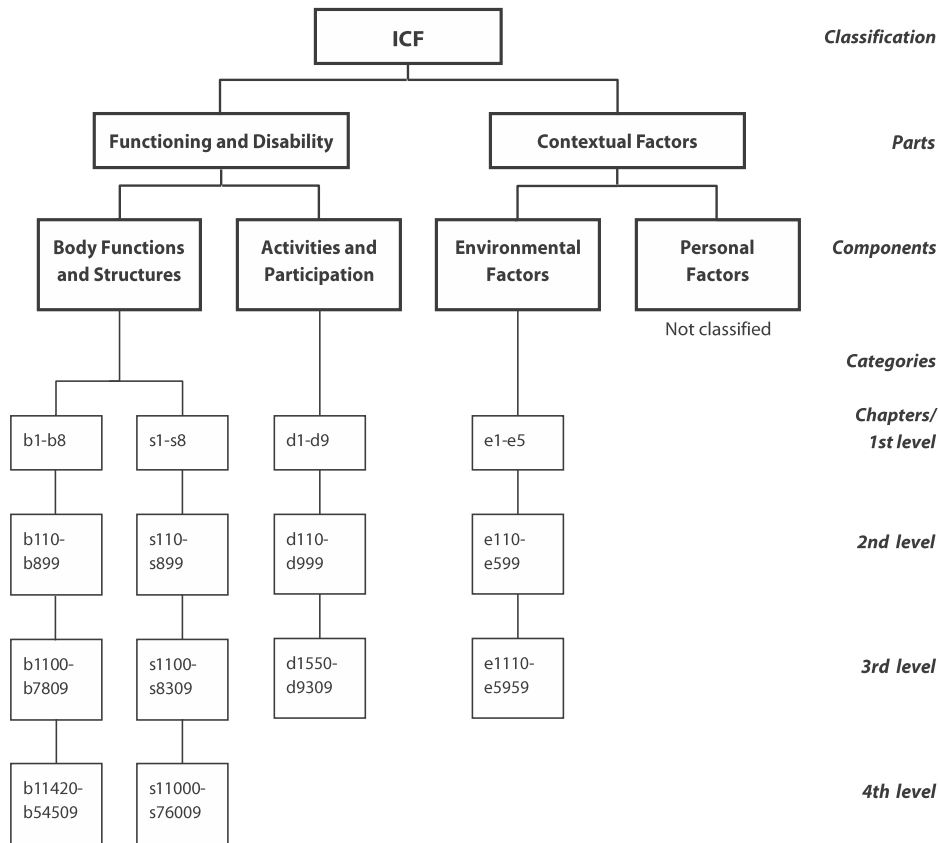 ICF
Classification
Functioning and Disability
Contextual Factors
Parts
Body Functions
and Structures
Activities and
Participation
Environmental
Factors
Personal
Factors
Components
Not classified
Categories
Chapters/
1st level
b1-b8
s1-s8
d1-d9
e1-e5
b110-
b899
s110-
s899
d110-
d999
e110-
e599
2nd level
b1100-
b7809
s1100-
s8309
d1550-
d9309
e1110-
e5959
3rd level
b11420-
b54509
s11000-
s76009
4th level